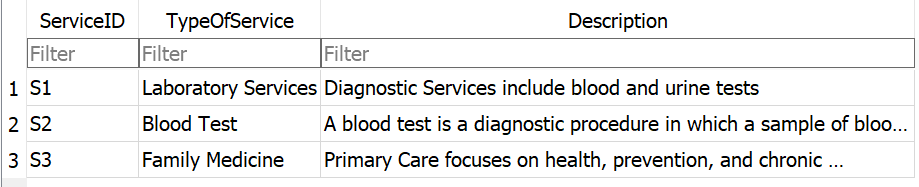 ServiceID TypeOfService Description
Filter Filter Filter
1 S1 Laboratory Services Diagnostic Services include blood and urine tests
2 S2 Blood Test A blood test is a diagnostic procedure in which a sample of bloo...
3 S3 Family Medicine Primary Care focuses on health, prevention, and chronic ...